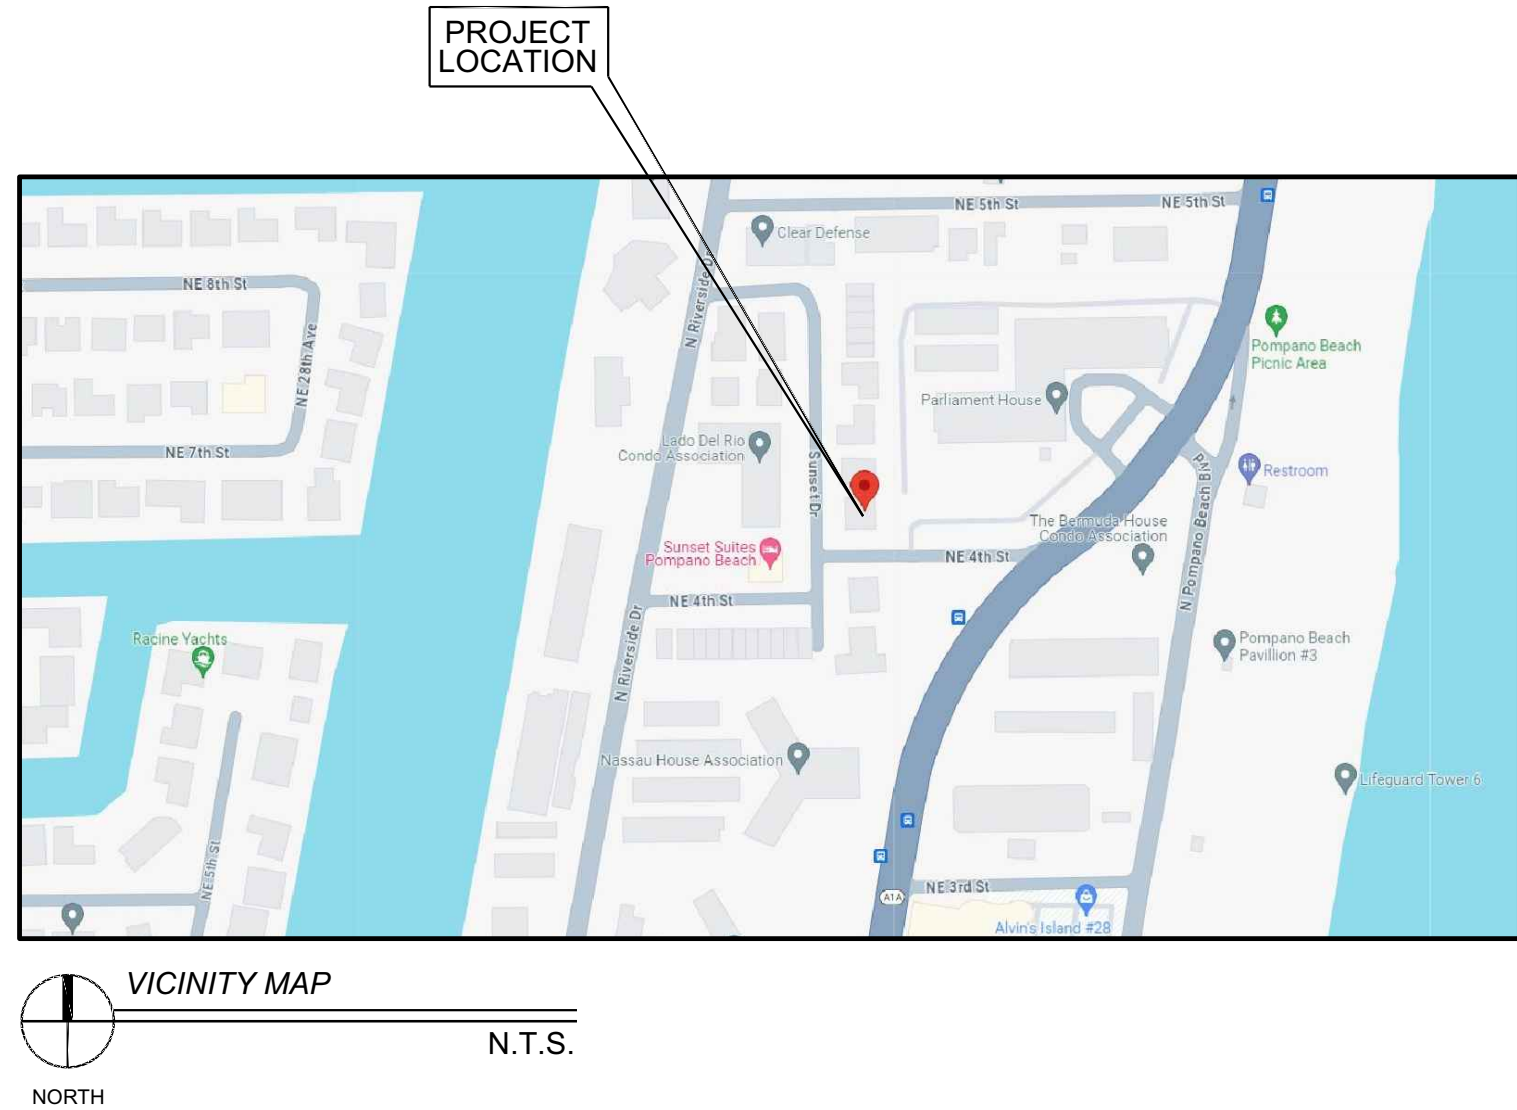 PROJECT
LOCATION
NE 5th St
NE 5th St
Clear Defense
NE 8th St
N Riverside Dr
NE 28th Ave
Pompano Beach
Picnic Area
Parliament House
Lado Del Rio
Condo Association
NE 7th St
Sunset Dr
N Pompano Beach Blvd
Restroom
The Bermuda House
Condo Association
Sunset Suites
Pompano Beach
NE 4th St
NE 4th St
N Riverside Dr
Racine Yachts
Pompano Beach
Pavillion #3
Nassau House Association
Lifeguard Tower 6
NE 5th St
NE 3rd St
A1A
Alvin's Island #28
VICINITY MAP
N.T.S.
NORTH